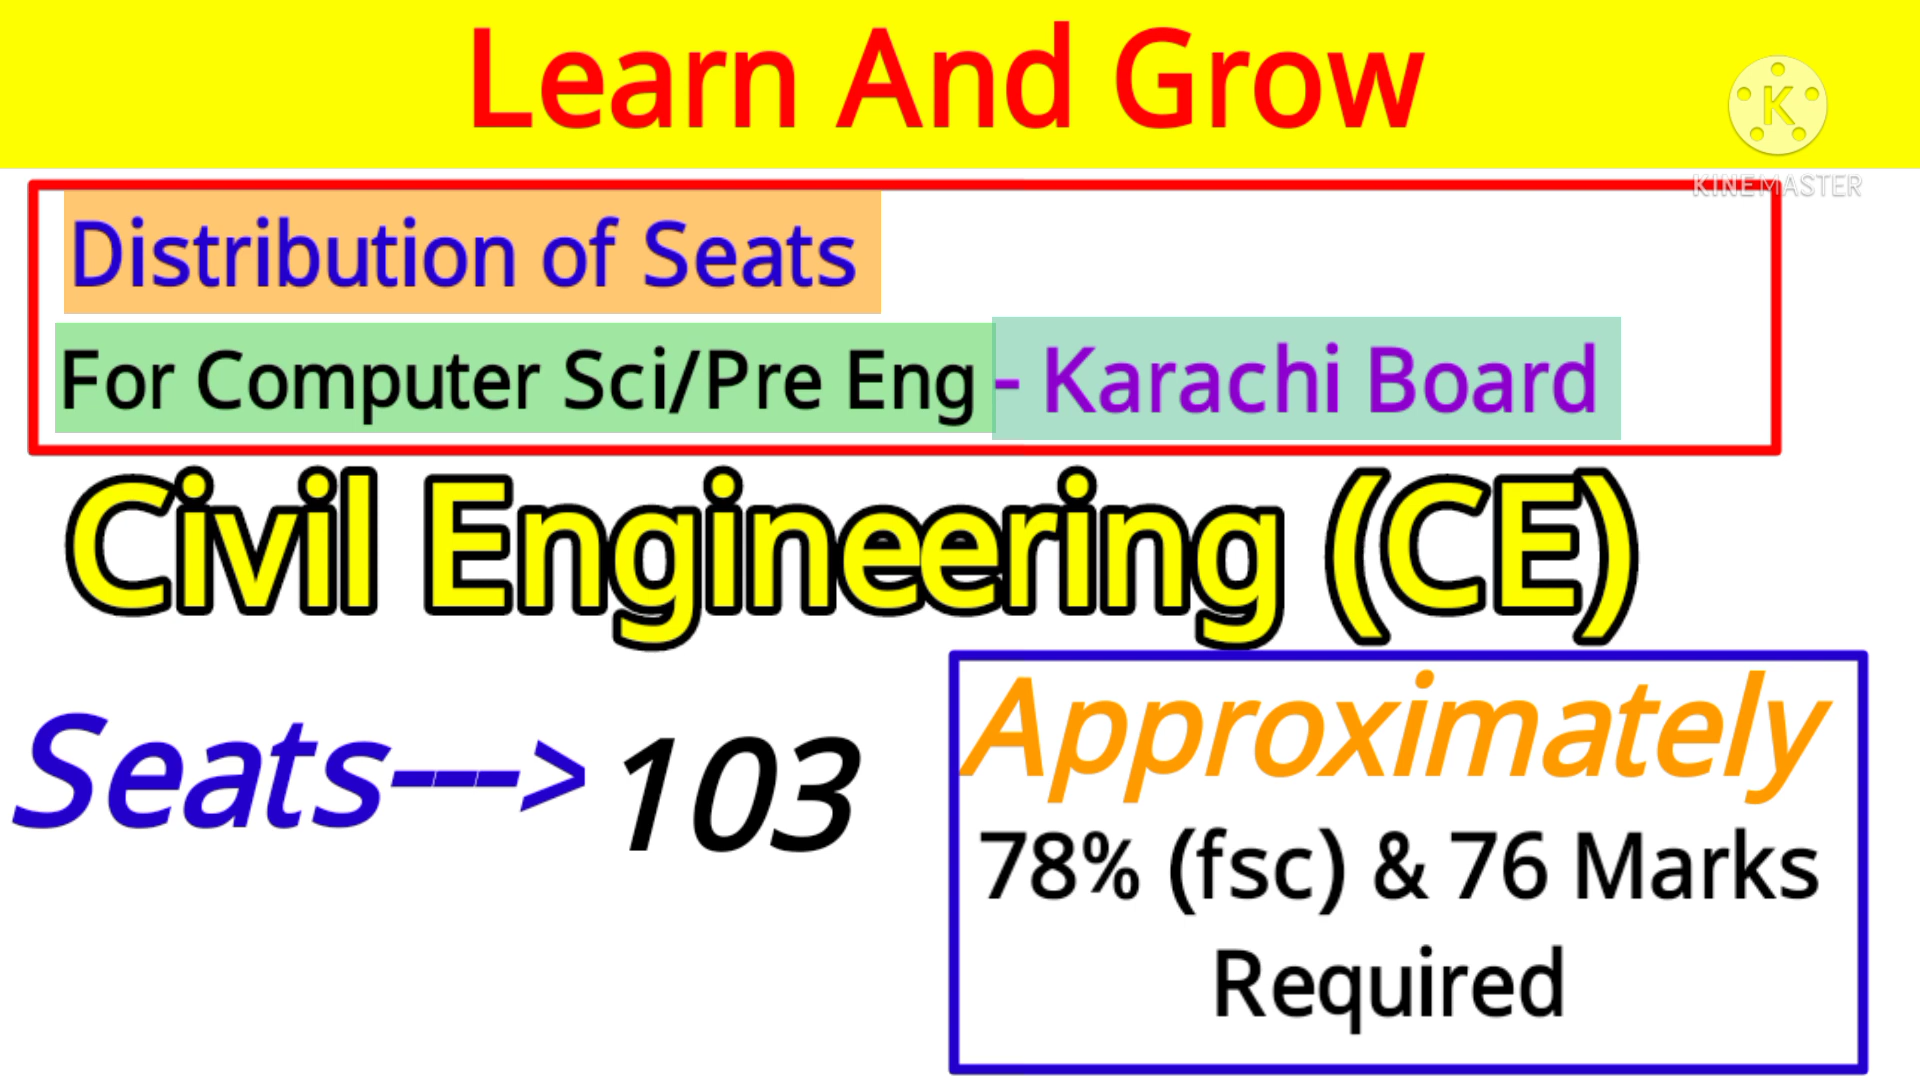 Learn And Grow
K
KINEMASTER
Distribution of Seats
For Computer Sci/Pre Eng - Karachi Board
Civil Engineering (CE)
Seats---> 103
Approximately
78% (fsc) & 76 Marks
Required